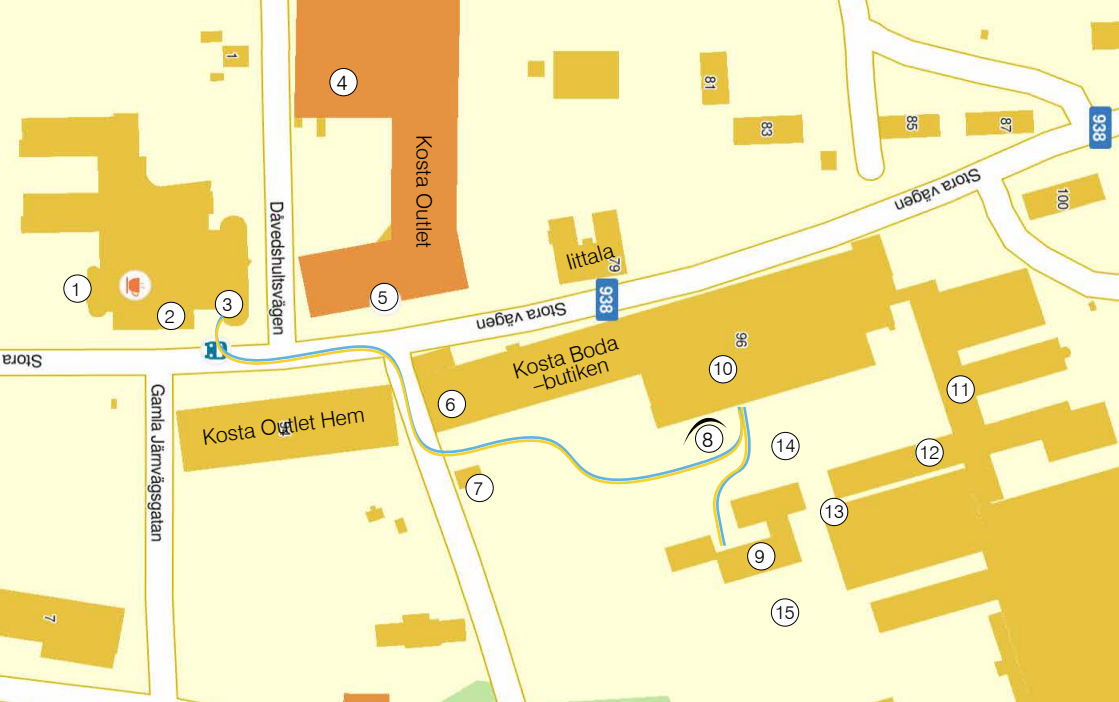 1
4
81
83
85
87
938
100
Kosta Outlet
Dåvedshultsvägen
Stora vägen
Iittala
79
1
2
3
5
938
Stora vägen
Stora
96
Kosta Boda
–butiken
10
11
6
Gamla Järnvägsgatan
Kosta Outlet Hem
8
14
12
7
13
9
15
7